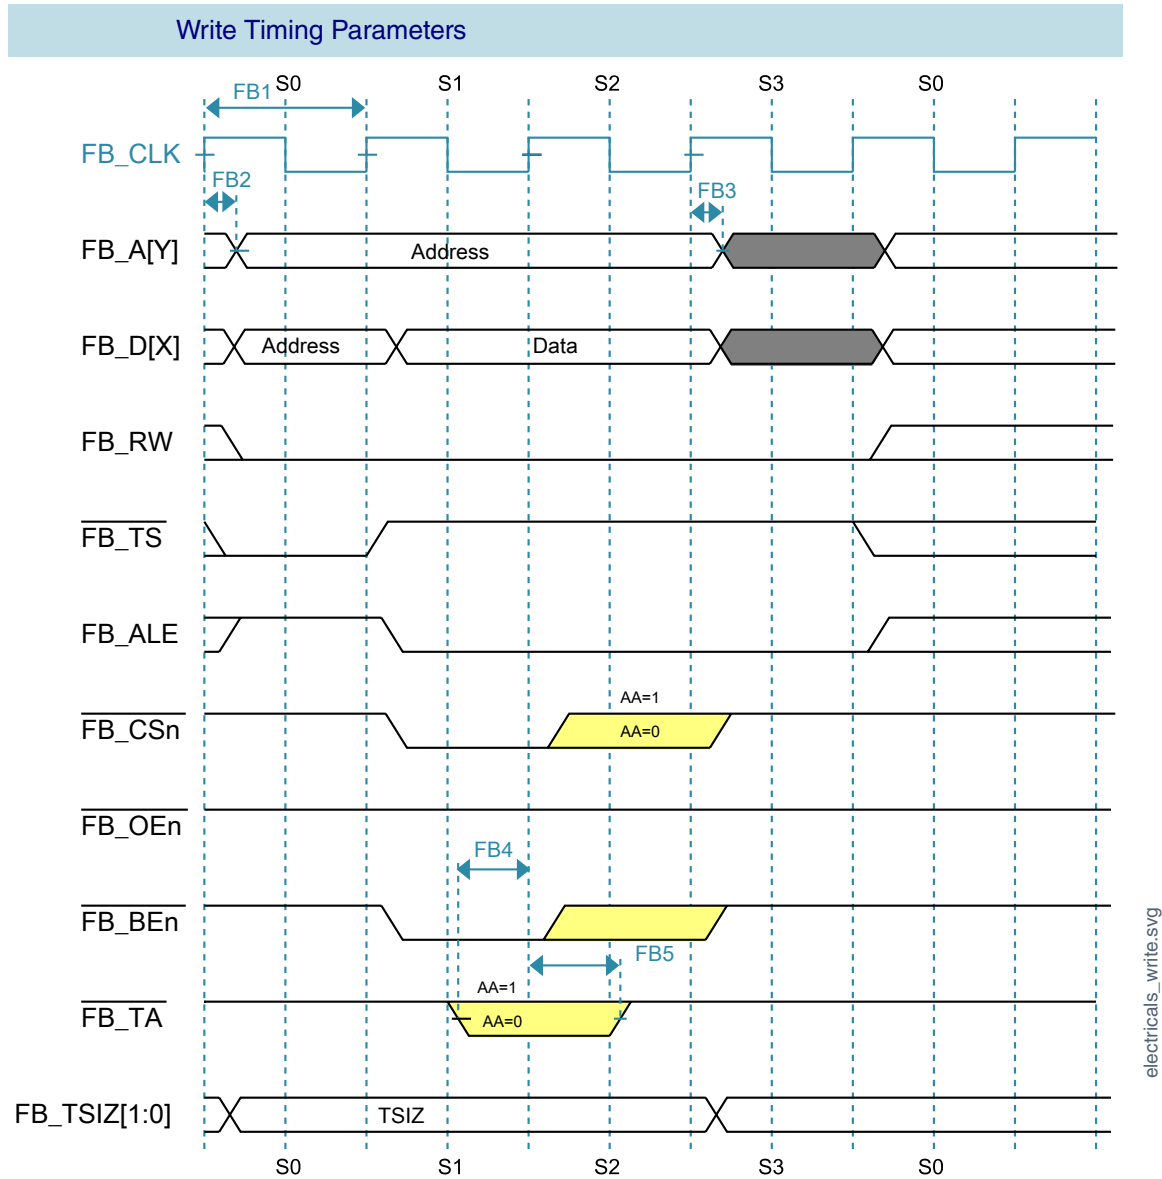 Write Timing Parameters
S0 S1 S2 S3 S0
FB1
FB_CLK
FB2 FB3
FB_A[Y] Address
FB_D[X] Address Data
FB_RW
FB_TS
FB_ALE
AA=1
FB_CSn AA=0
FB_OEn
FB4
FB_BEn
FB5
AA=1
FB_TA AA=0
FB_TSIZ[1:0] TSIZ
S0 S1 S2 S3 S0
electricals_write.svg